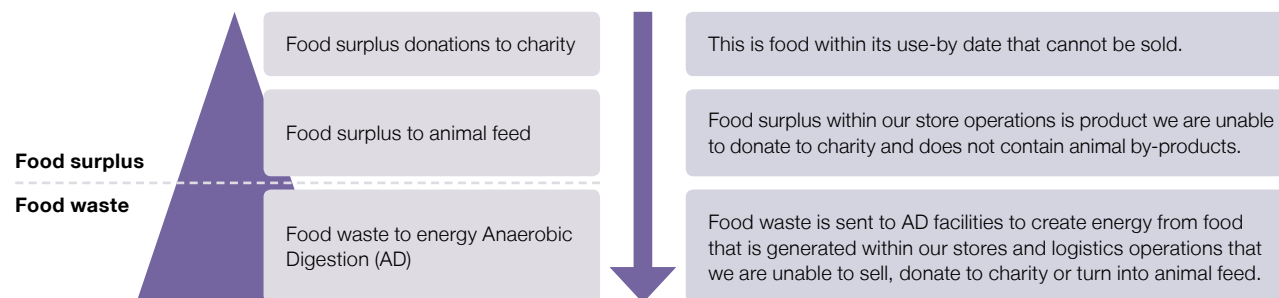 Food surplus donations to charity
This is food within its use-by date that cannot be sold.
Food surplus to animal feed
Food surplus within our store operations is product we are unable
to donate to charity and does not contain animal by-products.
Food surplus
Food waste
Food waste to energy Anaerobic
Digestion (AD)
Food waste is sent to AD facilities to create energy from food
that is generated within our stores and logistics operations that
we are unable to sell, donate to charity or turn into animal feed.